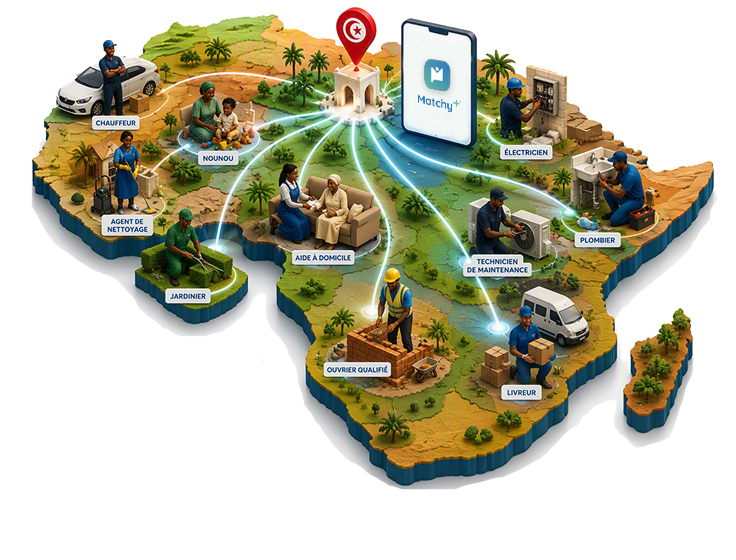 Matchy+
CHAUFFEUR
NOUNOU
ÉLECTRICIEN
AGENT DE
NETTOYAGE
AIDE À DOMICILE
PLOMBIER
TECHNICIEN
DE MAINTENANCE
JARDINIER
OUVRIER QUALIFIÉ
LIVREUR